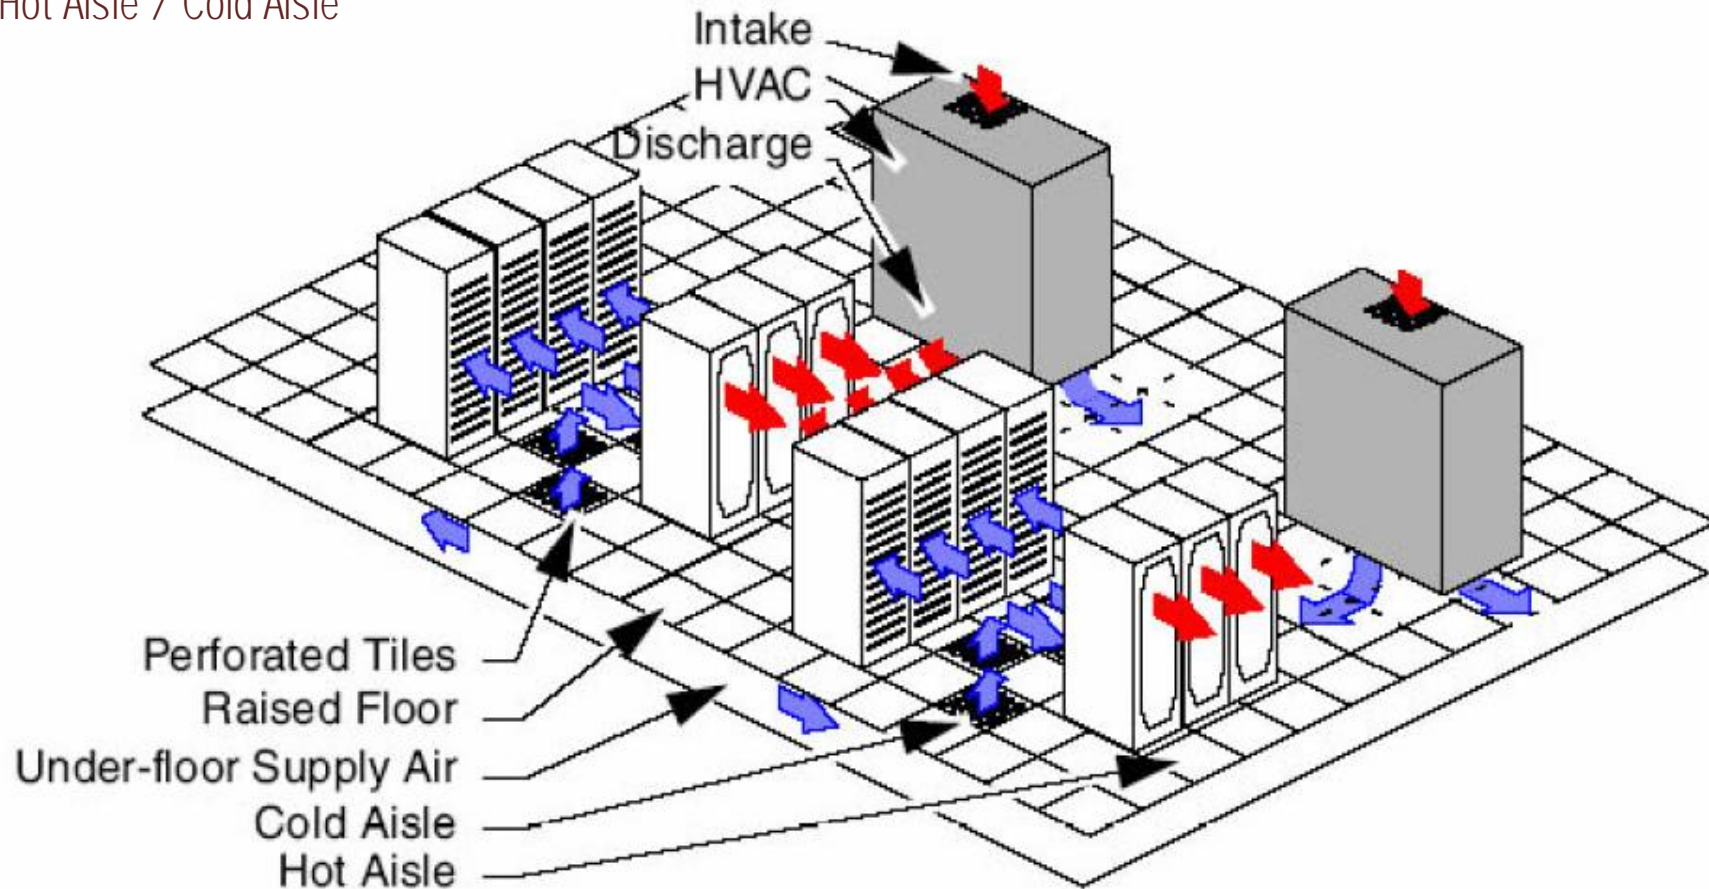 Hot Aisle / Cold Aisle
Intake
HVAC
Discharge
Perforated Tiles
Raised Floor
Under-floor Supply Air
Cold Aisle
Hot Aisle